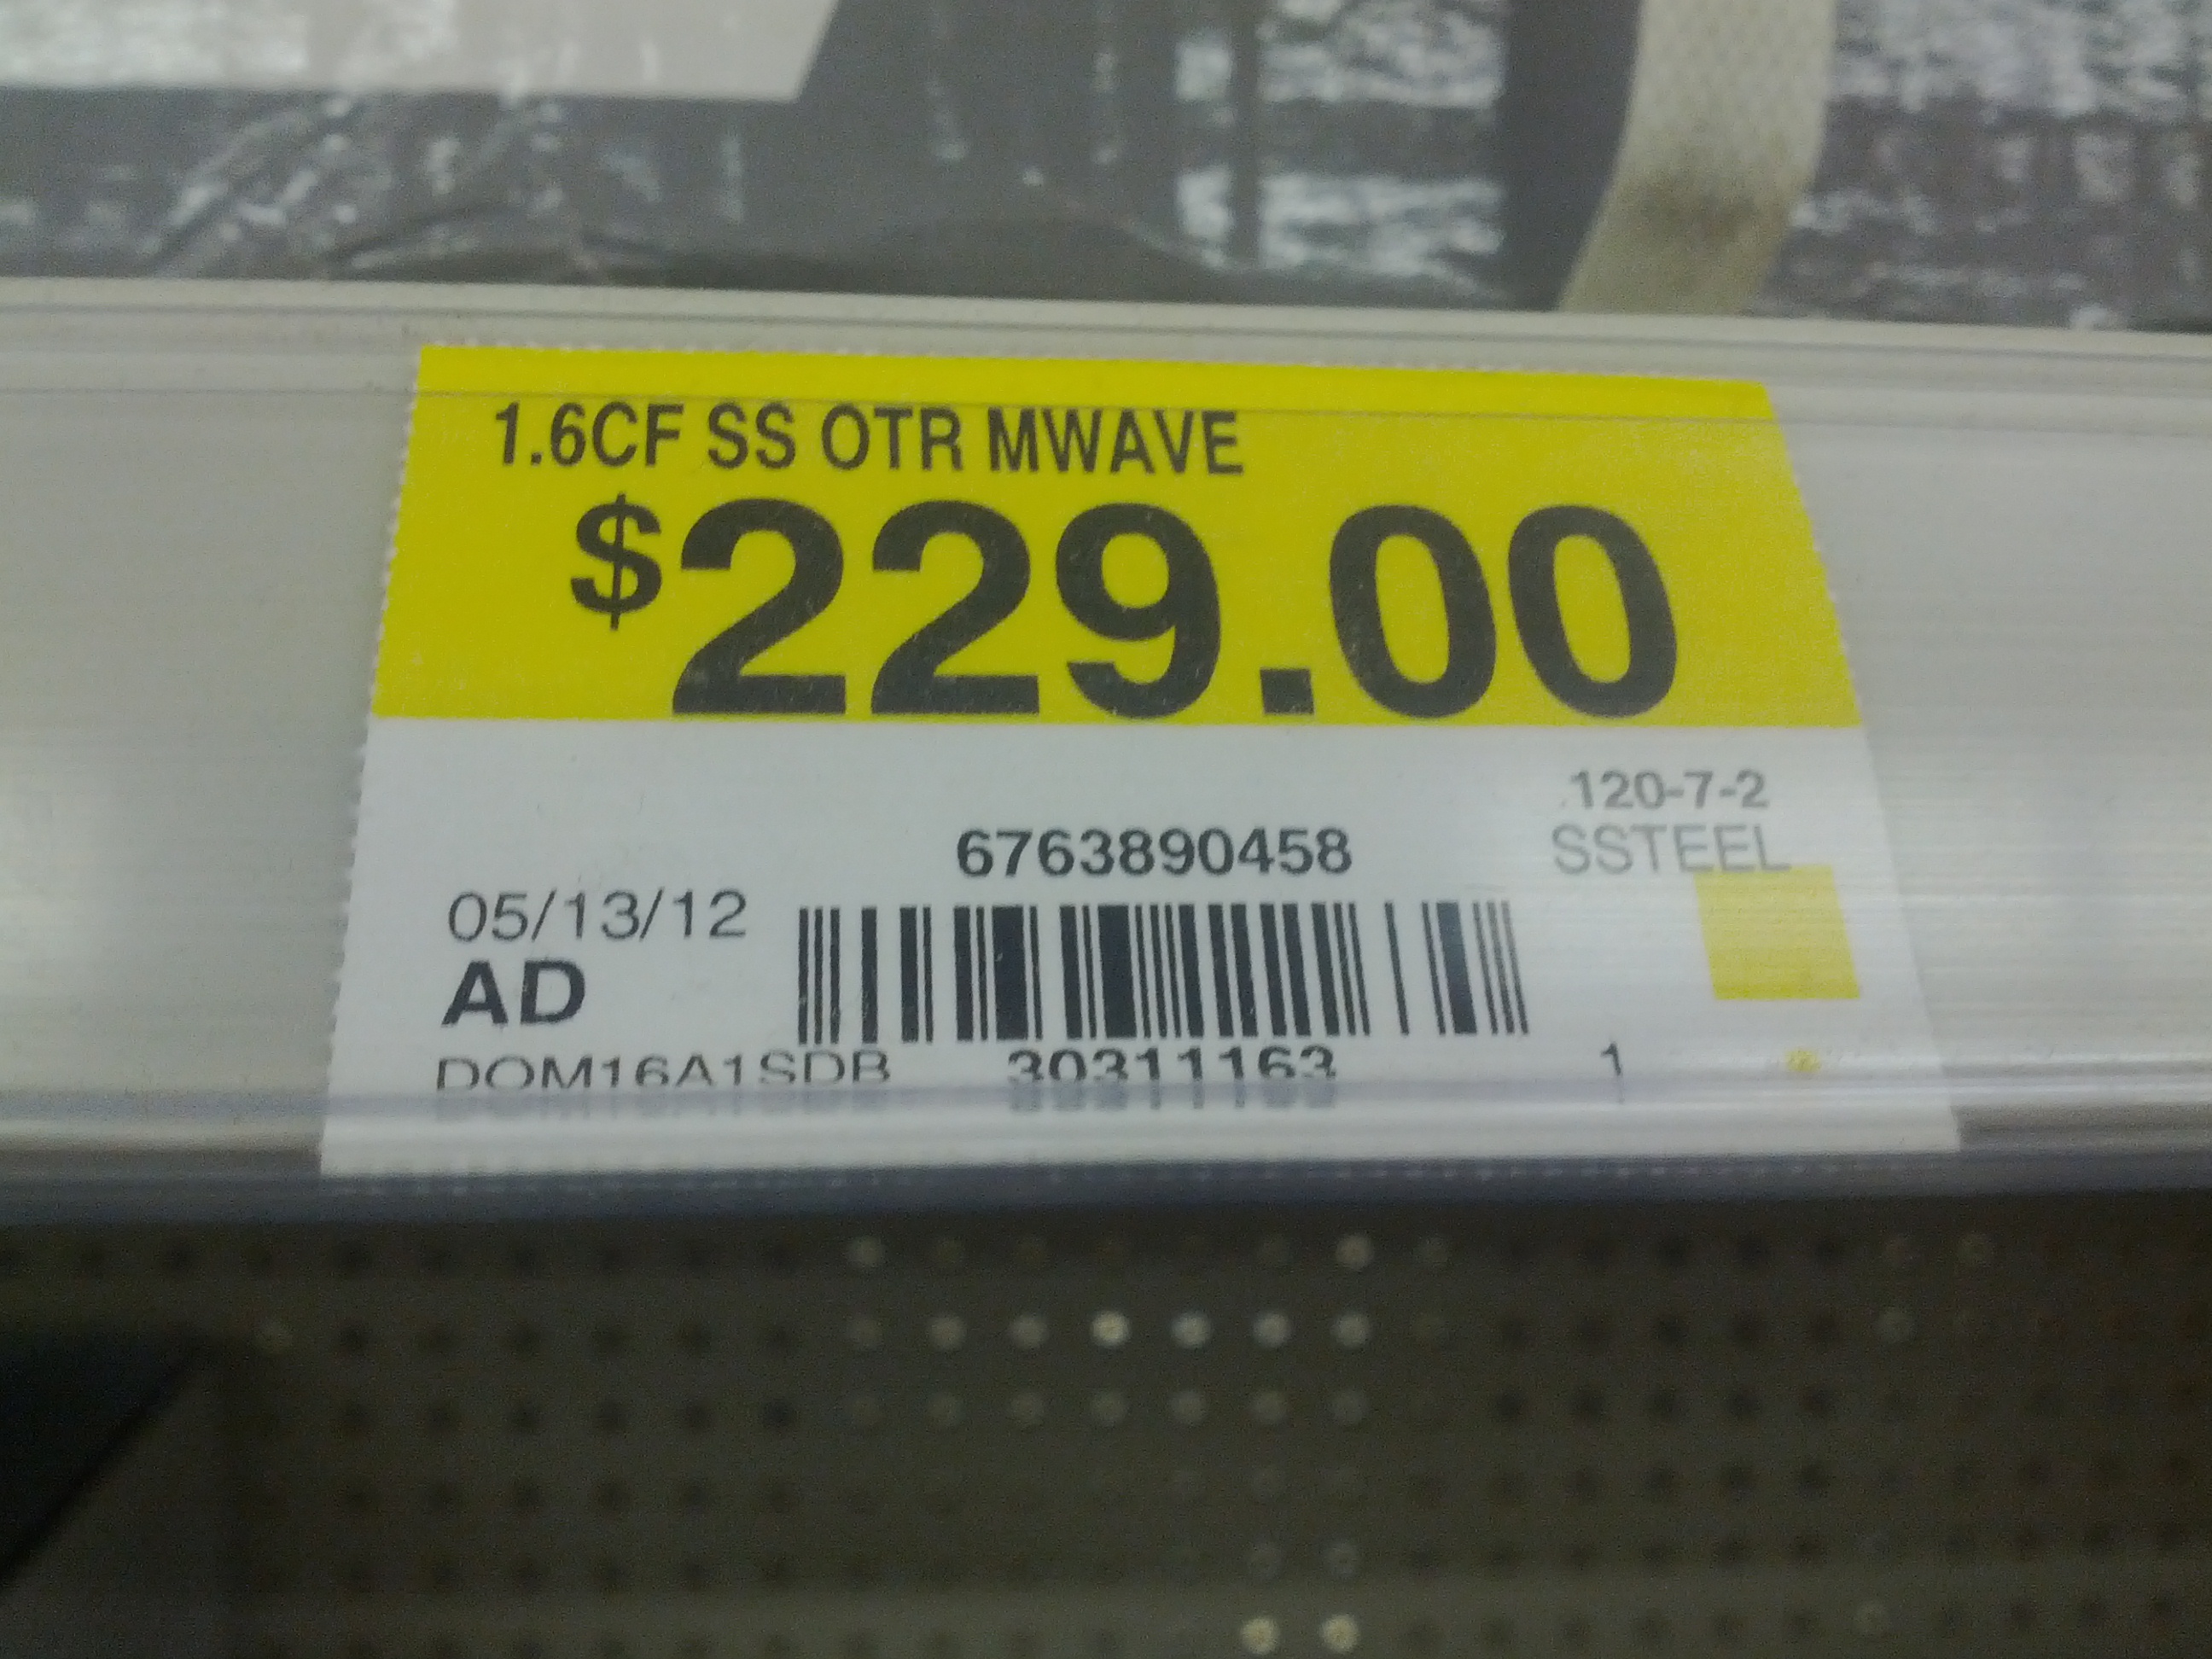 1.6CF SS OTR MWAVE
$229.00
120-7-2
SSTEEL
6763890458
05/13/12
AD
DOM16A1SDB 30311163 1